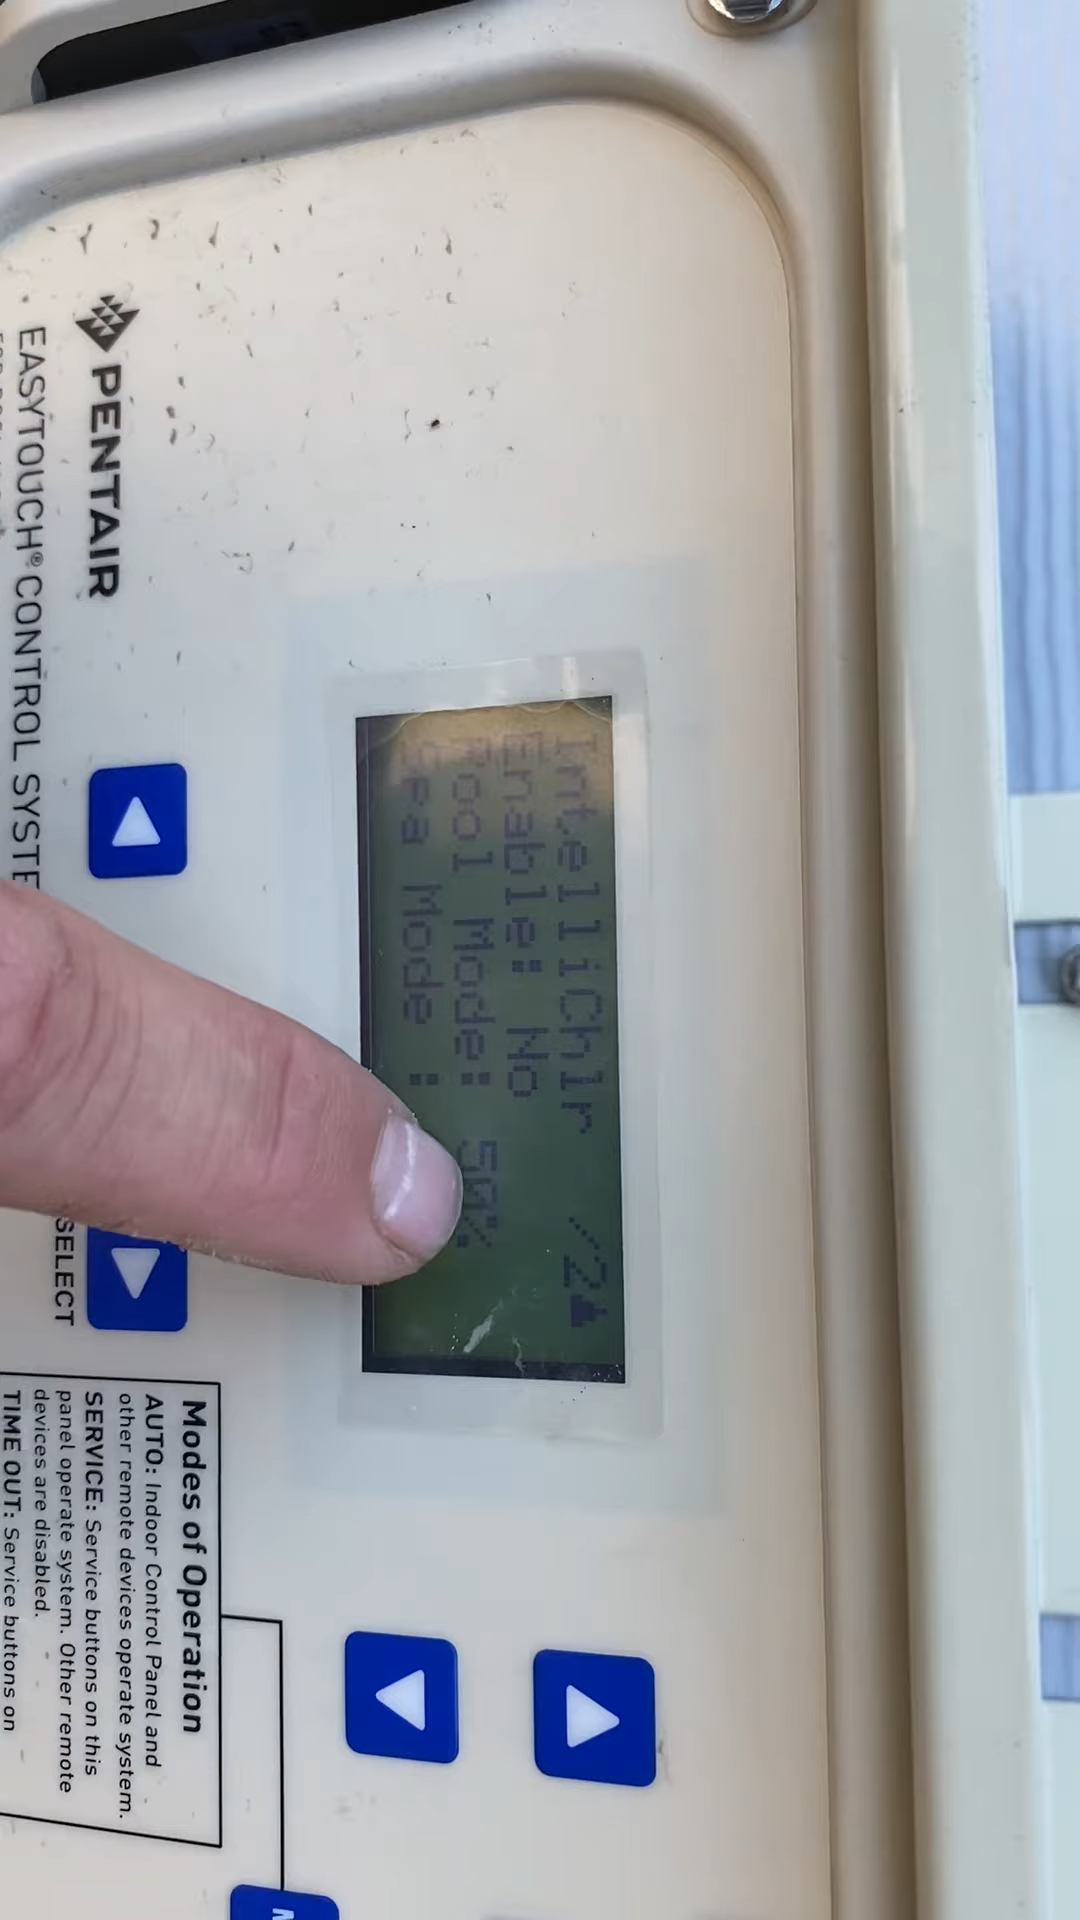 PENTAIR
EASYTOUCH® CONTROL SYSTE
IntelliChlr /2▲
Enable: No
Pool Mode: 50%
Spa Mode :
SELECT
Modes of Operation
AUTO: Indoor Control Panel and
other remote devices operate system.
SERVICE: Service buttons on this
panel operate system. Other remote
devices are disabled.
TIME OUT: Service buttons on